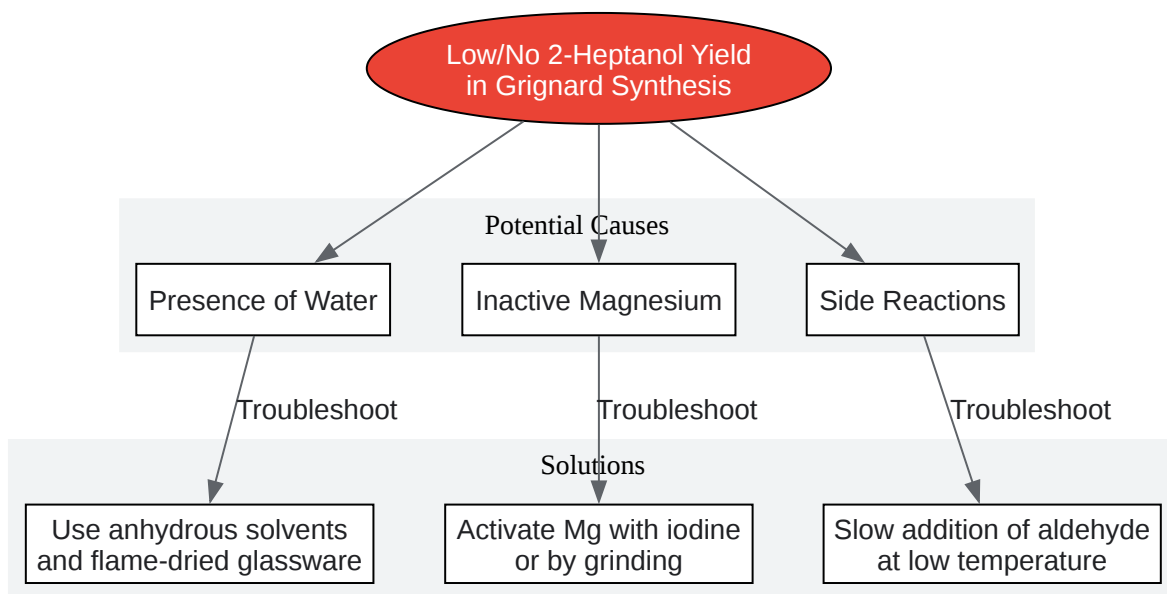 Low/No 2-Heptanol Yield
in Grignard Synthesis
Potential Causes
Presence of Water
Inactive Magnesium
Side Reactions
Troubleshoot
Troubleshoot
Troubleshoot
Solutions
Use anhydrous solvents
and flame-dried glassware
Activate Mg with iodine
or by grinding
Slow addition of aldehyde
at low temperature